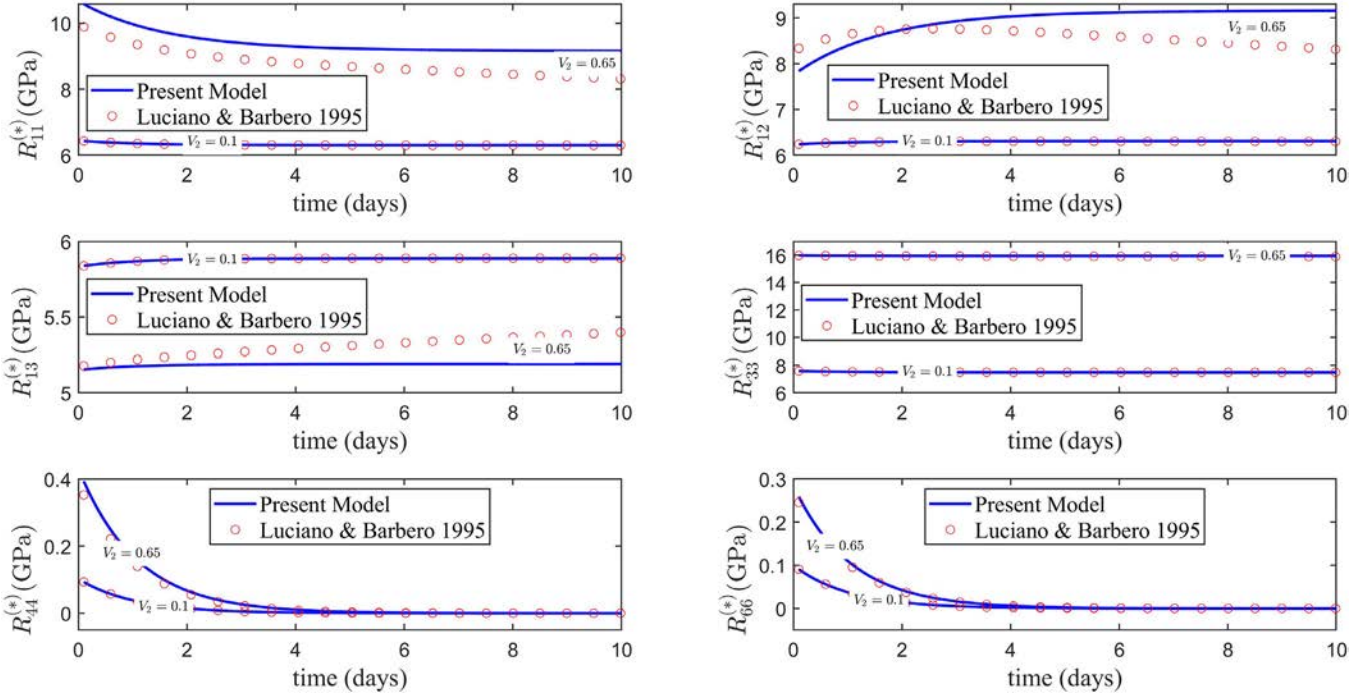 R₁₁^(*) (GPa)
10
8
6
V₂ = 0.65
Present Model
Luciano & Barbero 1995
V₂ = 0.1
0 2 4 6 8 10
time (days)
R₁₂^(*) (GPa)
9
8
7
6
V₂ = 0.65
Present Model
Luciano & Barbero 1995
V₂ = 0.1
0 2 4 6 8 10
time (days)
R₁₃^(*) (GPa)
6
5.5
5
V₂ = 0.1
Present Model
Luciano & Barbero 1995
V₂ = 0.65
0 2 4 6 8 10
time (days)
R₃₃^(*) (GPa)
16
14
12
10
8
6
V₂ = 0.65
Present Model
Luciano & Barbero 1995
V₂ = 0.1
0 2 4 6 8 10
time (days)
R₄₄^(*) (GPa)
0.4
0.2
0
Present Model
Luciano & Barbero 1995
V₂ = 0.65
V₂ = 0.1
0 2 4 6 8 10
time (days)
R₆₆^(*) (GPa)
0.3
0.2
0.1
0
Present Model
Luciano & Barbero 1995
V₂ = 0.65
V₂ = 0.1
0 2 4 6 8 10
time (days)